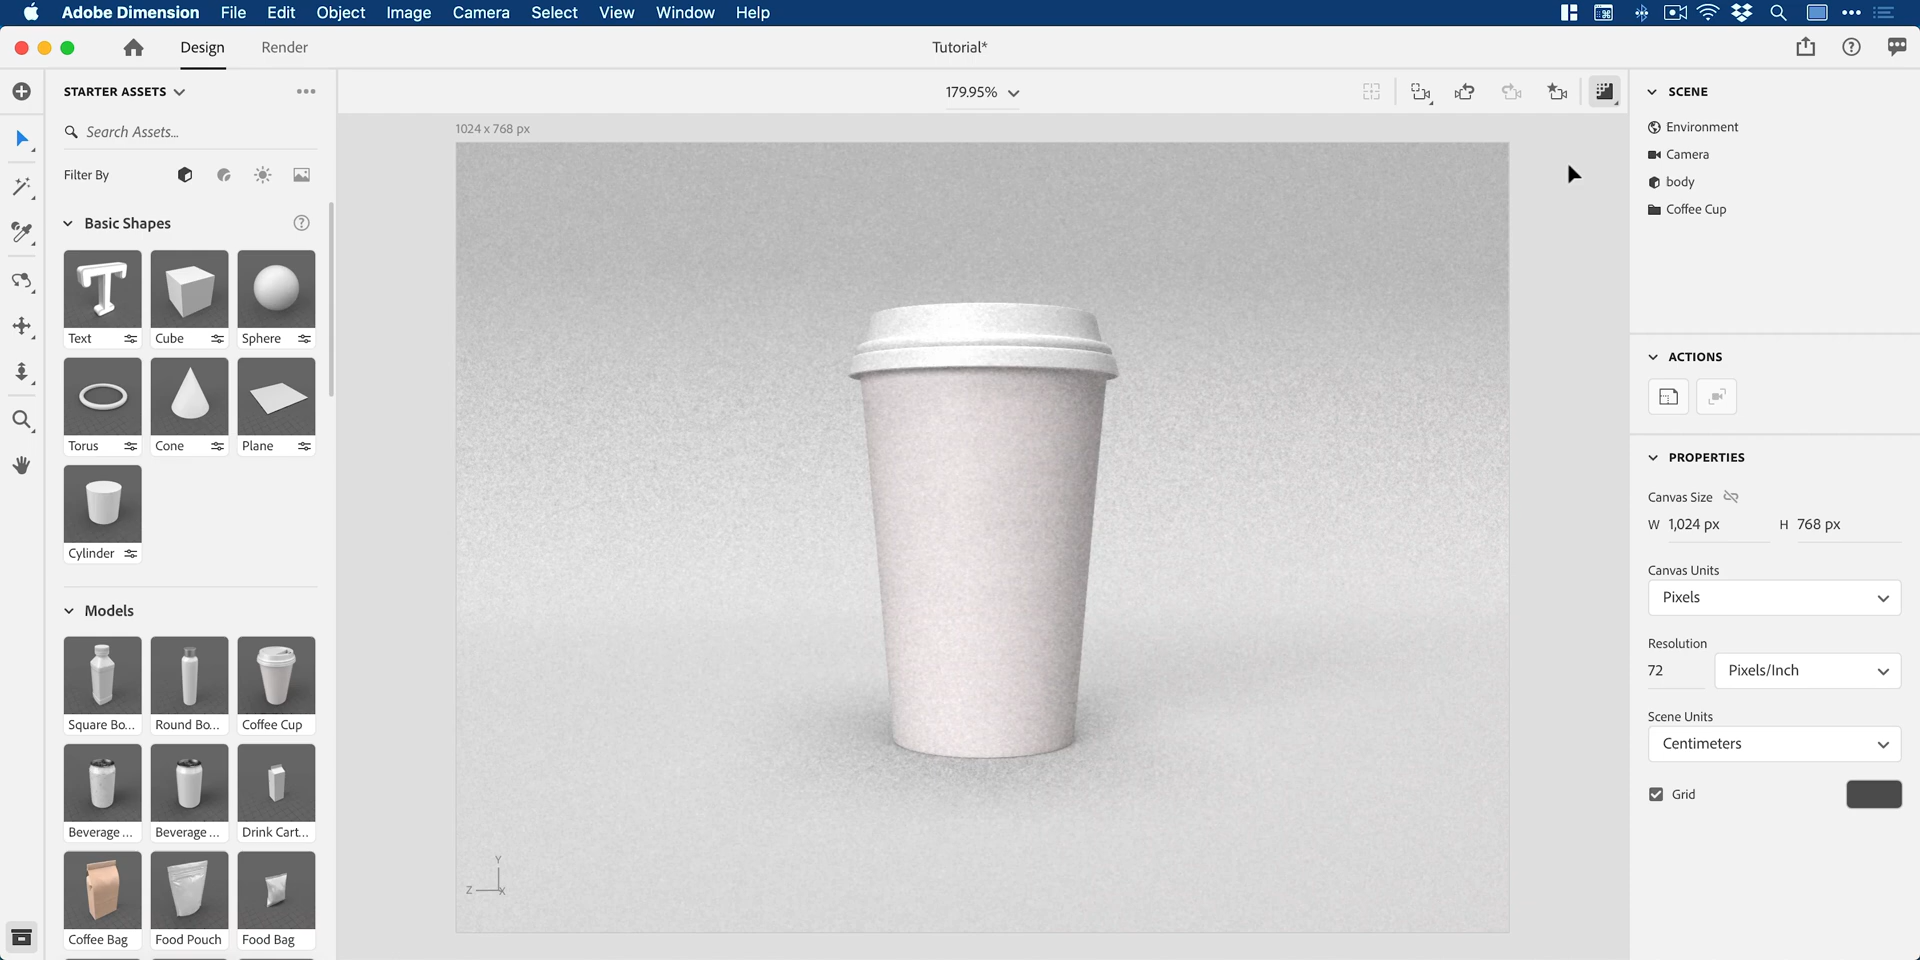 Adobe Dimension File Edit Object Image Camera Select View Window Help
Design Render Tutorial*
STARTER ASSETS
Search Assets...
Filter By
Basic Shapes
Text Cube Sphere
Torus Cone Plane
Cylinder
Models
Square Bo... Round Bo... Coffee Cup
Beverage ... Beverage ... Drink Cart...
Coffee Bag Food Pouch Food Bag
179.95%
1024 x 768 px
Y
Z X
SCENE
Environment
Camera
body
Coffee Cup
ACTIONS
PROPERTIES
Canvas Size
W 1,024 px H 768 px
Canvas Units
Pixels
Resolution
72 Pixels/Inch
Scene Units
Centimeters
Grid